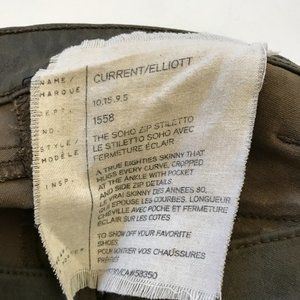 NAME/
MARQUE
CURRENT/ELLIOTT
DEPT.
10,15.9.5
NO.
1558
STYLE/
MODÈLE
THE SOHO ZIP STILETTO
LE STILETTO SOHO AVEC
FERMETURE ÉCLAIR
INSP.
A TRUE EIGHTIES SKINNY THAT
HUGS EVERY CURVE, CROPPED
AT THE ANKLE WITH POCKET
AND SIDE ZIP DETAILS.
LE VRAI SKINNY DES ANNÉES 80,
IL ÉPOUSE LES COURBES, LONGUEUR
CHEVILLE AVEC POCHE ET FERMETURE
ÉCLAIR SUR LES CÔTES
TO SHOW OFF YOUR FAVORITE
SHOES
POUR MONTRER VOS CHAUSSURES